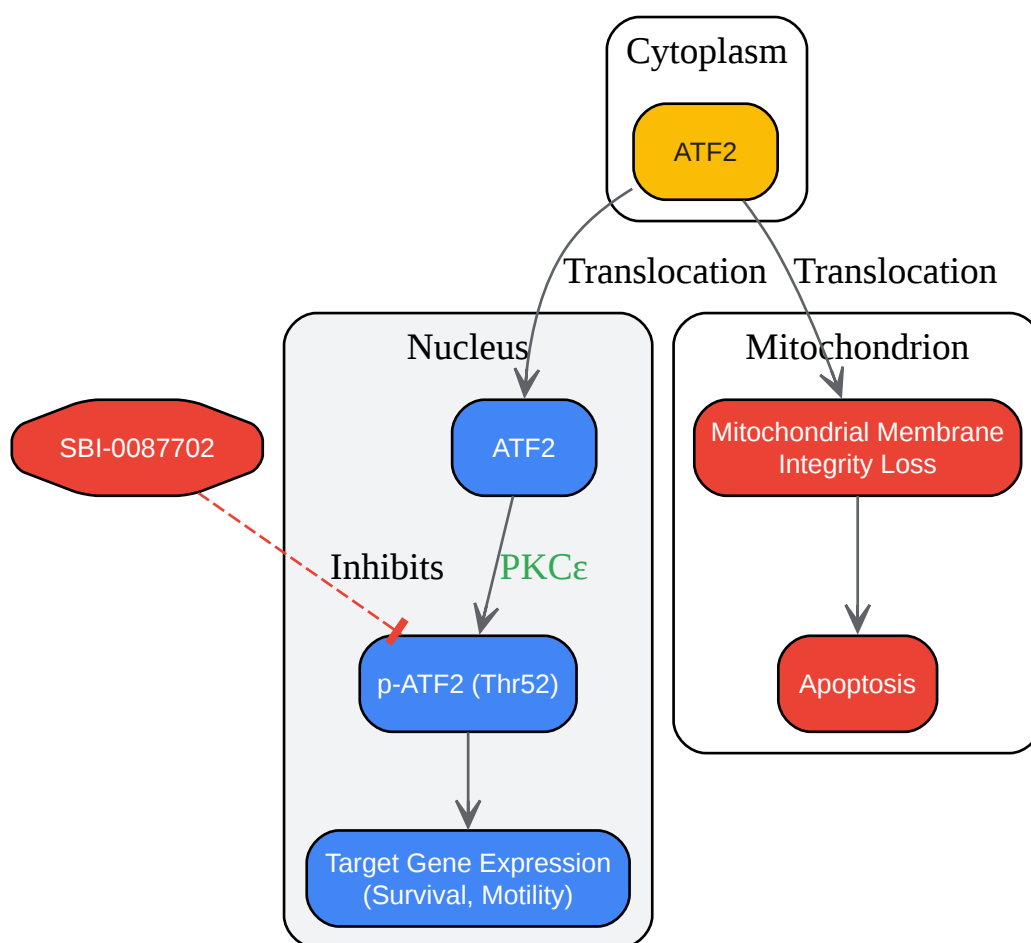 Cytoplasm
ATF2
Translocation
Translocation
Nucleus
Mitochondrion
SBI-0087702
ATF2
Mitochondrial Membrane
Integrity Loss
Inhibits
PKCε
p-ATF2 (Thr52)
Apoptosis
Target Gene Expression
(Survival, Motility)